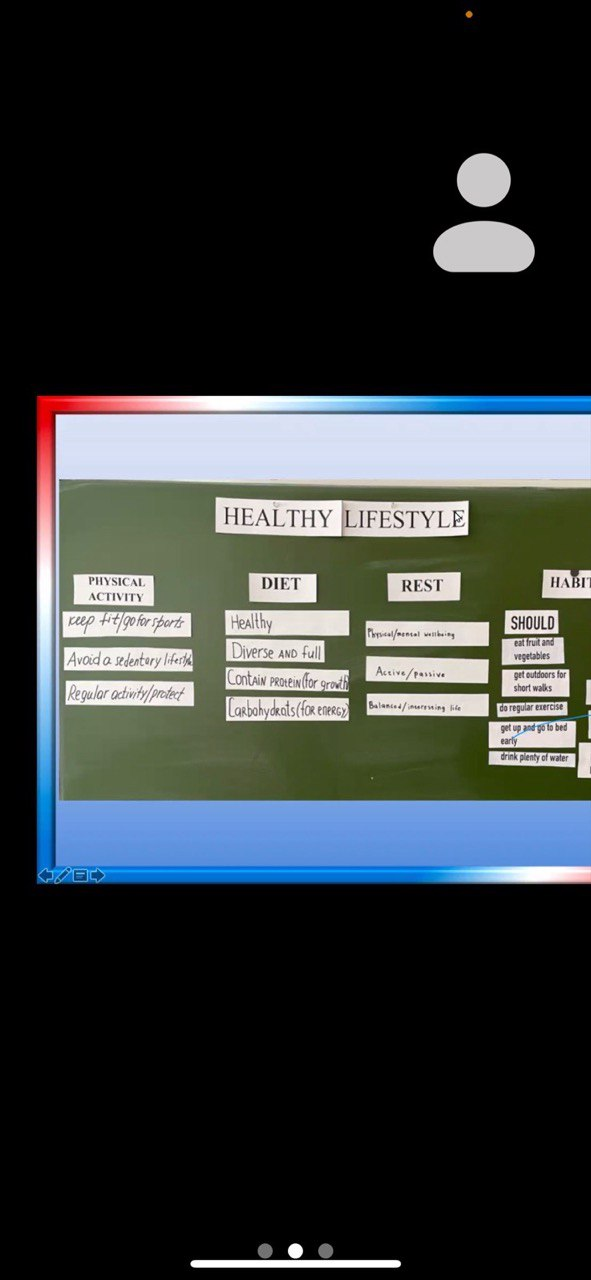 HEALTHY LIFESTYLE
PHYSICAL
ACTIVITY
keep fit/go for sports
Avoid a sedentary lifestyle
Regular activity/protect
DIET
Healthy
Diverse AND full
Contain protein (for growth
Carbohydrats (for energy)
REST
Physical/mental wellbeing
Active/passive
Balanced/interessing life
HABIT
SHOULD
eat fruit and
vegetables
get outdoors for
short walks
do regular exercise
get up and go to bed
early
drink plenty of water